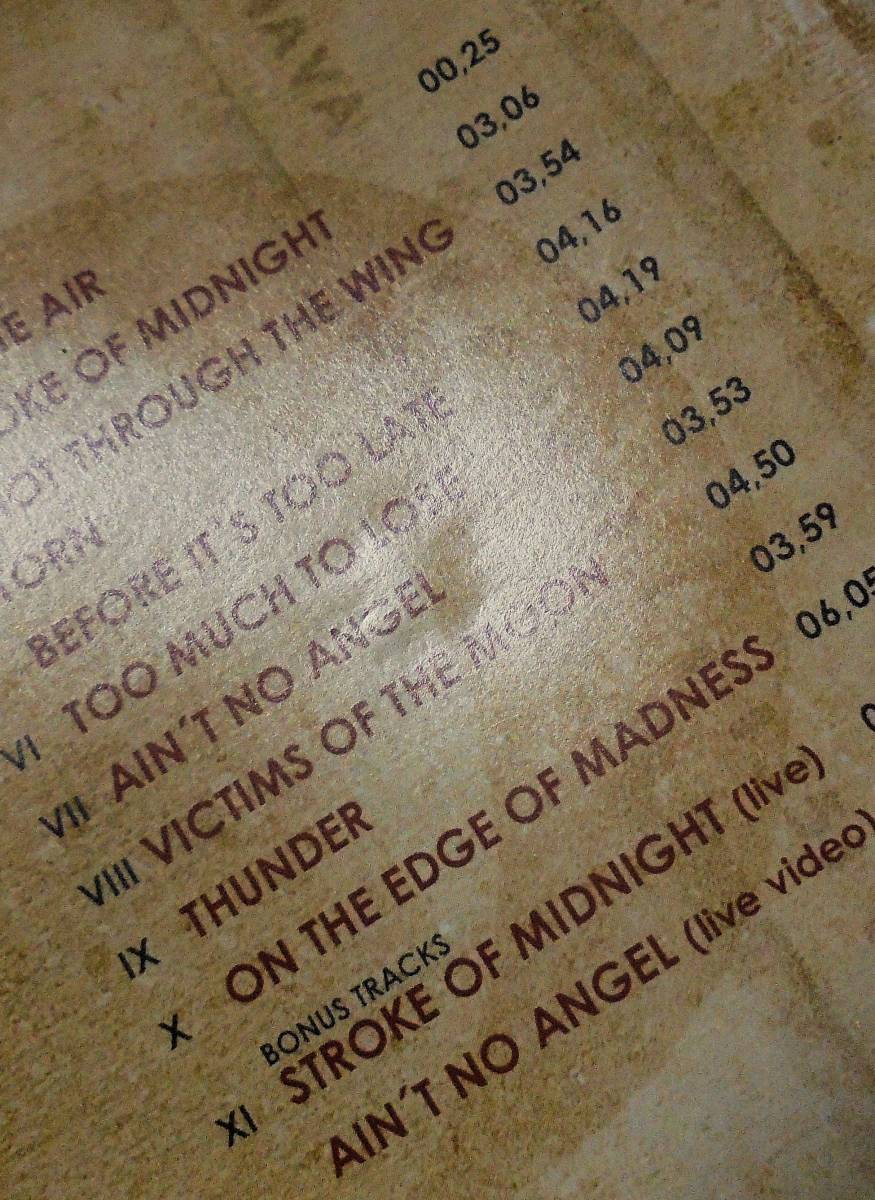 HE AIR 00,25
OKE OF MIDNIGHT 03,06
HOT THROUGH THE WING 03,54
TORN 04,16
BEFORE IT'S TOO LATE 04,19
VI TOO MUCH TO LOSE 04,09
VII AIN´T NO ANGEL 03,53
VIII VICTIMS OF THE MOON 04,50
IX THUNDER 03,59
X ON THE EDGE OF MADNESS 06,05
BONUS TRACKS
XI STROKE OF MIDNIGHT (live)
AIN´T NO ANGEL (live video)